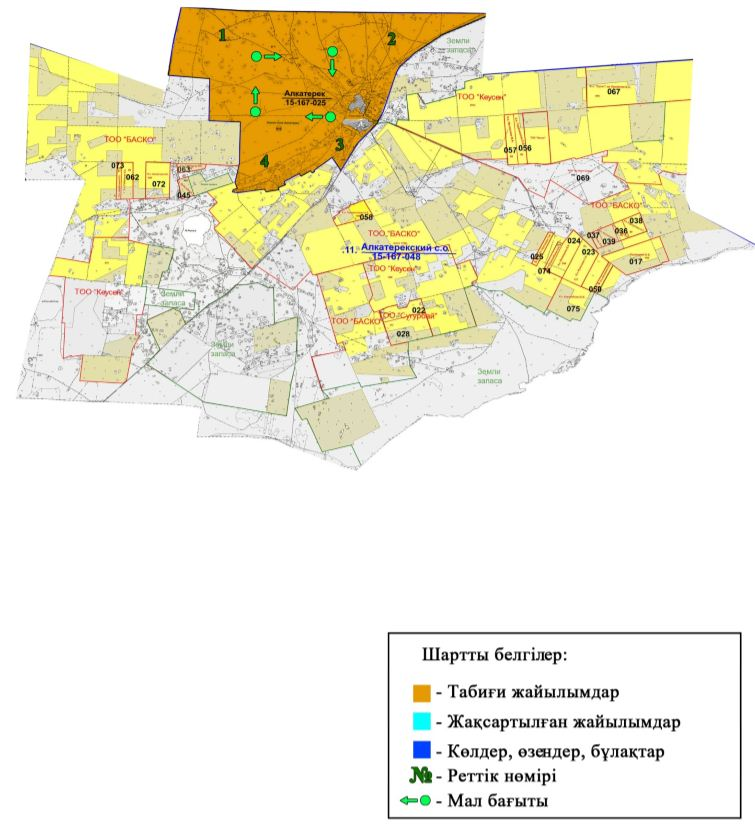 1
2
Земли
запаса
Алкатерек
15-167-025
3
4
ТОО "Кеусен"
067
057 056
ТОО "БАСКО"
073
062
072
063
045
069
ТОО "БАСКО"
038
036
037
039
024
023
025
074
017
059
075
058
ТОО "БАСКО"
.11. Алкатерекский с.о.
15-167-048
ТОО "Кеусен"
022
028
ТОО "БАСКО"
ТОО "Кеусен"
Земли
запаса
Земли
запаса
Земли
запаса
Шартты белгілер:
- Табиғи жайылымдар
- Жақсартылған жайылымдар
- Көлдер, өзендер, бұлақтар
№ - Реттік нөмірі
- Мал бағыты